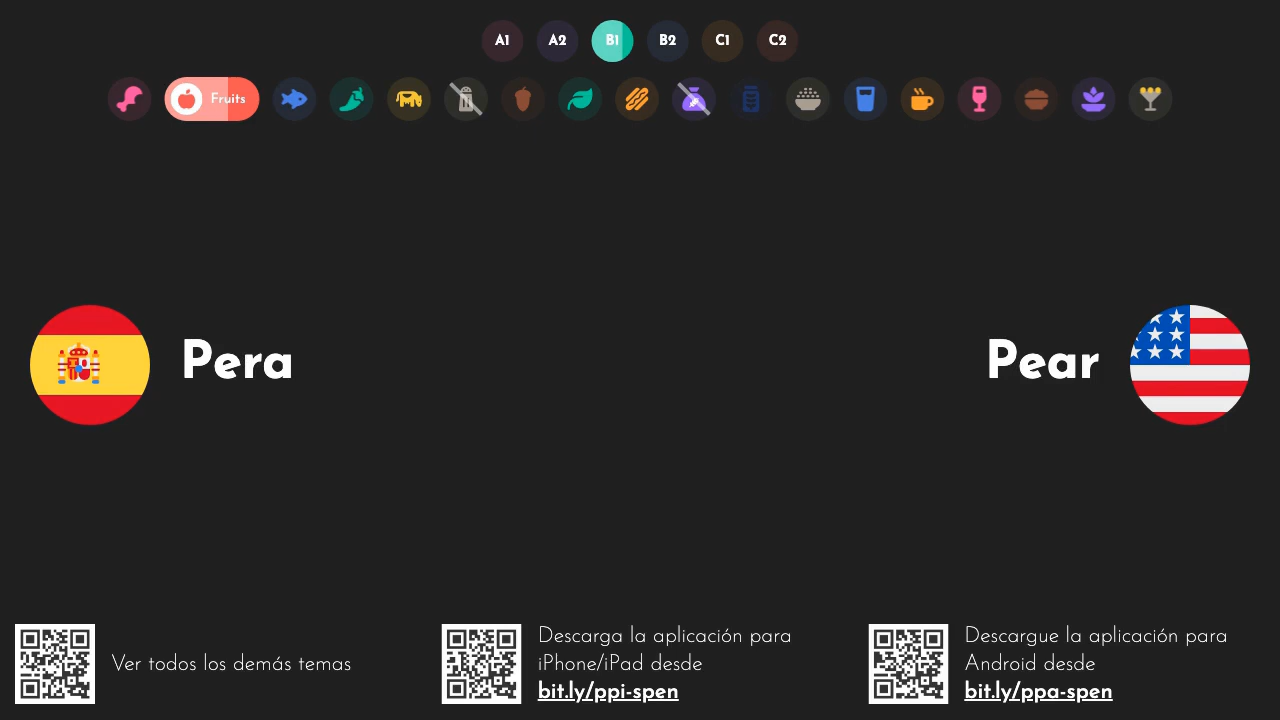 A1 A2 B1 B2 C1 C2
Fruits
Pera
Pear
Ver todos los demás temas
Descarga la aplicación para
iPhone/iPad desde
bit.ly/ppi-spen
Descargue la aplicación para
Android desde
bit.ly/ppa-spen